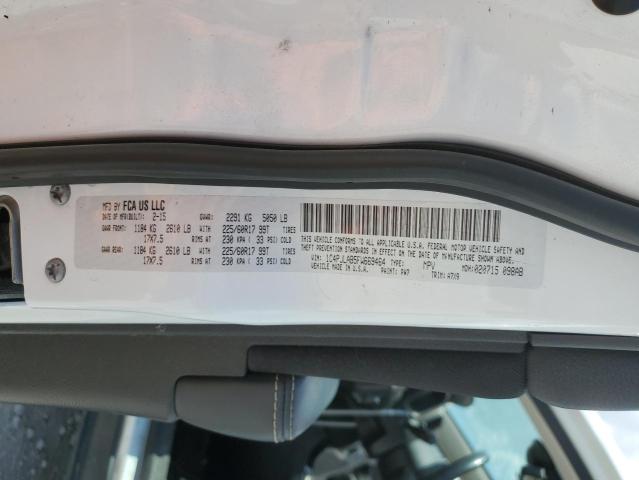 MFD BY FCA US LLC
DATE OF MFR(BUILT): 2-15 GVWR: 2291 KG 5050 LB
GAWR FRONT: 1184 KG 2610 LB WITH 225/60R17 99T
17X7.5 RIMS AT 230 KPA ( 33 PSI) COLD
GAWR REAR: 1184 KG 2610 LB WITH 225/60R17 99T
17X7.5 RIMS AT 230 KPA ( 33 PSI) COLD
THIS VEHICLE CONFORMS TO ALL APPLICABLE U.S.A. FEDERAL MOTOR VEHICLE SAFETY AND
THEFT PREVENTION STANDARDS IN EFFECT ON THE DATE OF MANUFACTURE SHOWN ABOVE.
VIN: TYPE: MPV MDH:020715 098AB
VEHICLE MADE IN U.S.A. PAINT: PW7 TRIM: A7X9